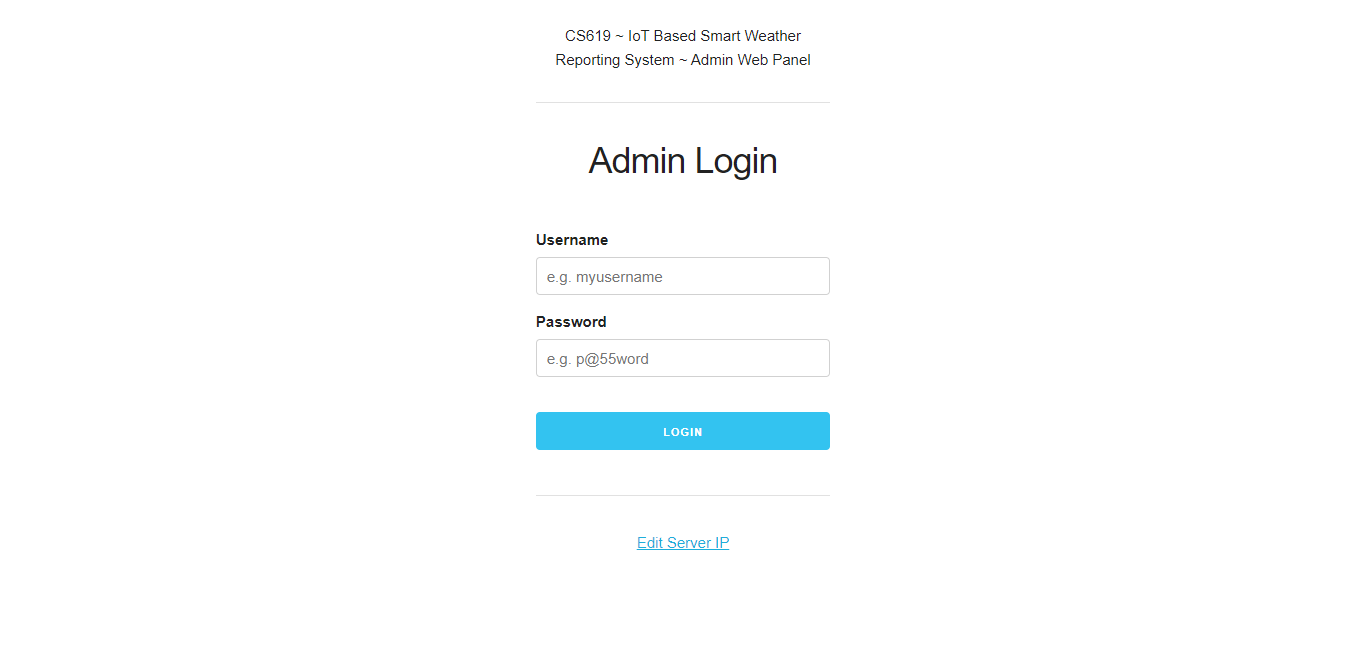 CS619 ~ IoT Based Smart Weather
Reporting System ~ Admin Web Panel
Admin Login
Username
e.g. myusername
Password
e.g. p@55word
LOGIN
Edit Server IP